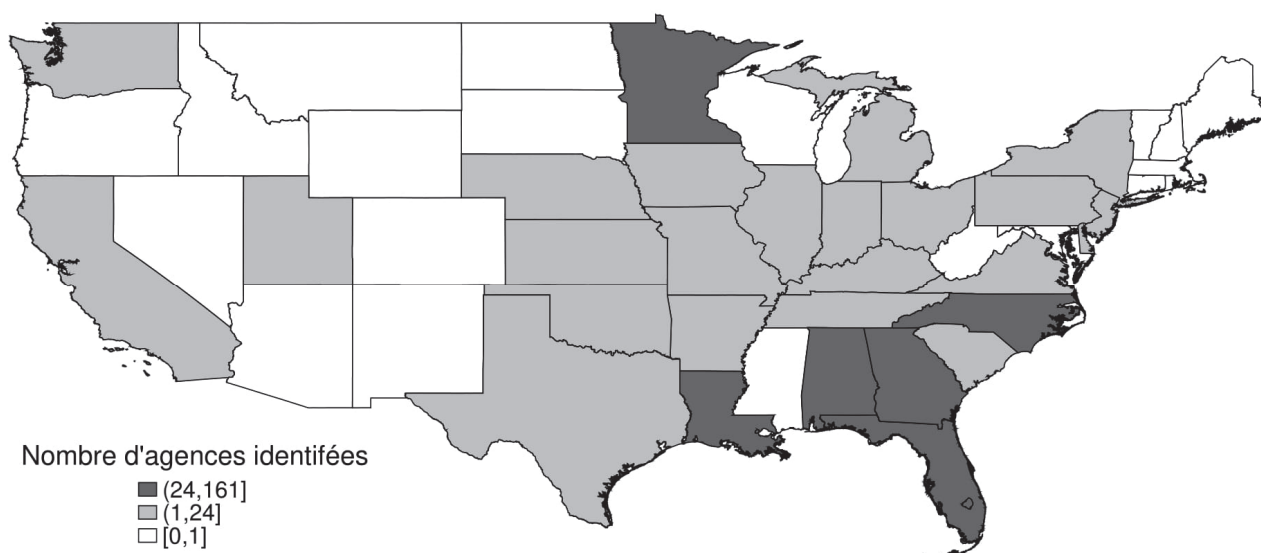 Nombre d'agences identifées
(24,161]
(1,24]
[0,1]